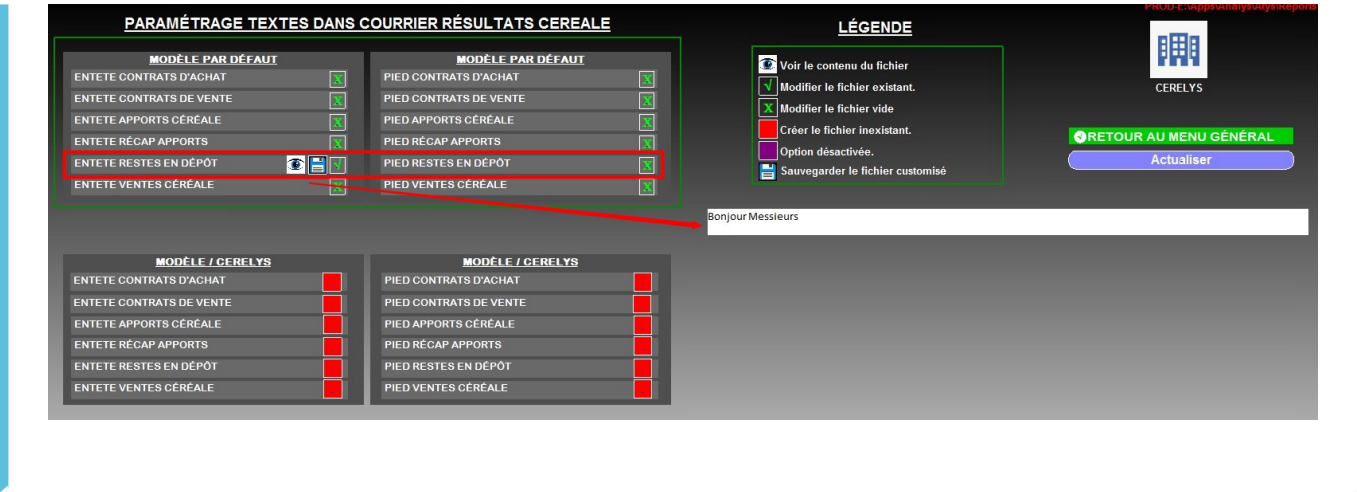 PROD-E:\Apps\Analys\Atys\Reports
PARAMÉTRAGE TEXTES DANS COURRIER RÉSULTATS CEREALE
MODÈLE PAR DÉFAUT
ENTETE CONTRATS D'ACHAT X
ENTETE CONTRATS DE VENTE X
ENTETE APPORTS CÉRÉALE X
ENTETE RÉCAP APPORTS X
ENTETE RESTES EN DÉPÔT √
ENTETE VENTES CÉRÉALE X
MODÈLE PAR DÉFAUT
PIED CONTRATS D'ACHAT X
PIED CONTRATS DE VENTE X
PIED APPORTS CÉRÉALE X
PIED RÉCAP APPORTS X
PIED RESTES EN DÉPÔT X
PIED VENTES CÉRÉALE X
LÉGENDE
Voir le contenu du fichier
√ Modifier le fichier existant.
X Modifier le fichier vide
Créer le fichier inexistant.
Option désactivée.
Sauvegarder le fichier customisé
CERELYS
RETOUR AU MENU GÉNÉRAL
Actualiser
Bonjour Messieurs
MODÈLE / CERELYS
ENTETE CONTRATS D'ACHAT
ENTETE CONTRATS DE VENTE
ENTETE APPORTS CÉRÉALE
ENTETE RÉCAP APPORTS
ENTETE RESTES EN DÉPÔT
ENTETE VENTES CÉRÉALE
MODÈLE / CERELYS
PIED CONTRATS D'ACHAT
PIED CONTRATS DE VENTE
PIED APPORTS CÉRÉALE
PIED RÉCAP APPORTS
PIED RESTES EN DÉPÔT
PIED VENTES CÉRÉALE